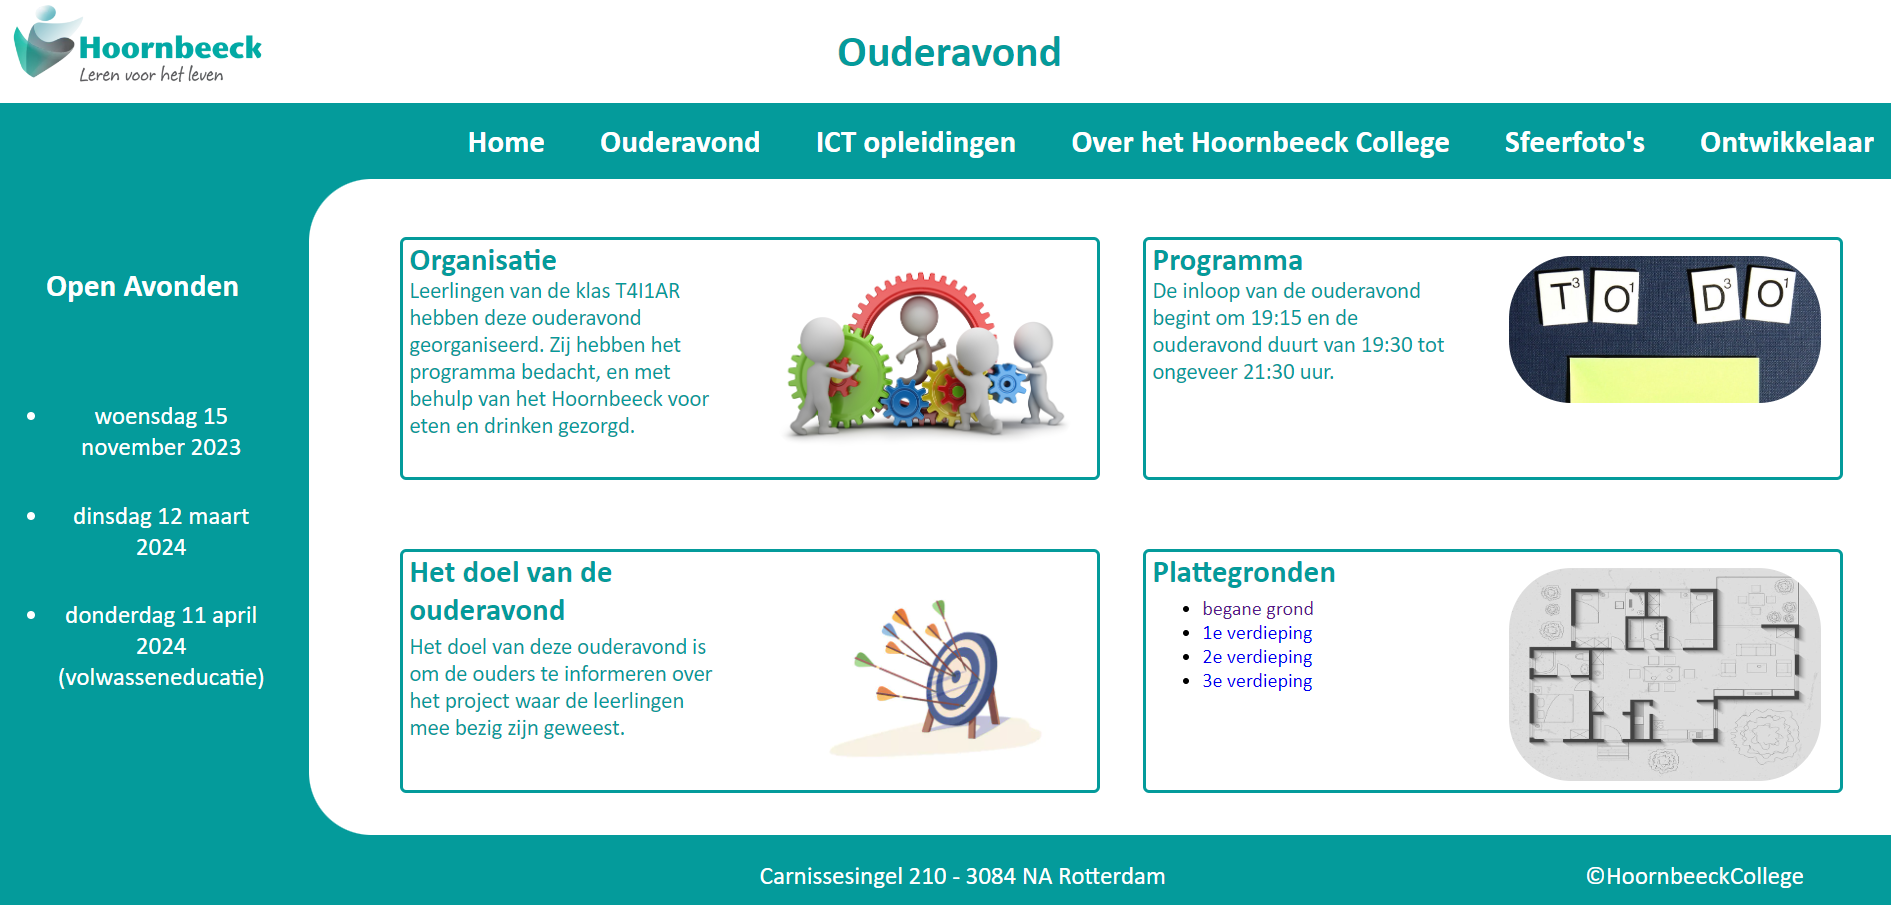 Hoornbeeck
Leren voor het leven
Ouderavond
Home Ouderavond ICT opleidingen Over het Hoornbeeck College Sfeerfoto's Ontwikkelaar
Open Avonden
• woensdag 15
november 2023
• dinsdag 12 maart
2024
• donderdag 11 april
2024
(volwasseneducatie)
Organisatie
Leerlingen van de klas T4I1AR
hebben deze ouderavond
georganiseerd. Zij hebben het
programma bedacht, en met
behulp van het Hoornbeeck voor
eten en drinken gezorgd.
Programma
De inloop van de ouderavond
begint om 19:15 en de
ouderavond duurt van 19:30 tot
ongeveer 21:30 uur.
T3 O1 D3 O1
Het doel van de
ouderavond
Het doel van deze ouderavond is
om de ouders te informeren over
het project waar de leerlingen
mee bezig zijn geweest.
Plattegronden
• begane grond
• 1e verdieping
• 2e verdieping
• 3e verdieping
Carnissesingel 210 - 3084 NA Rotterdam
©HoornbeeckCollege